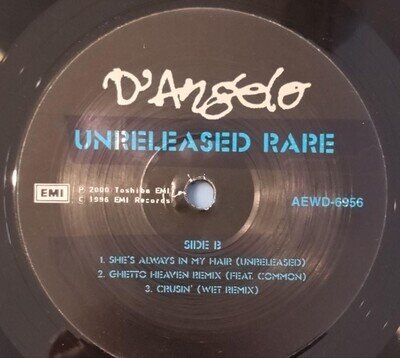 D'Angelo
UNRELEASED RARE
EMI
P 2000 Toshiba EMI
C 1996 EMI Records
AEWD-6956
SIDE B
1. SHE'S ALWAYS IN MY HAIR (UNRELEASED)
2. GHETTO HEAVEN REMIX (FEAT. COMMON)
3. CRUSIN' (WET REMIX)